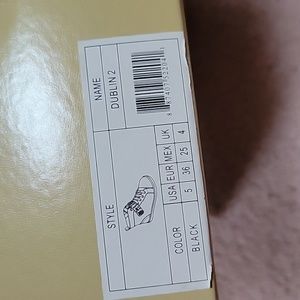 NAME
DUBLIN 2
STYLE
USA EUR MEX UK
5 36 25 4
COLOR
BLACK